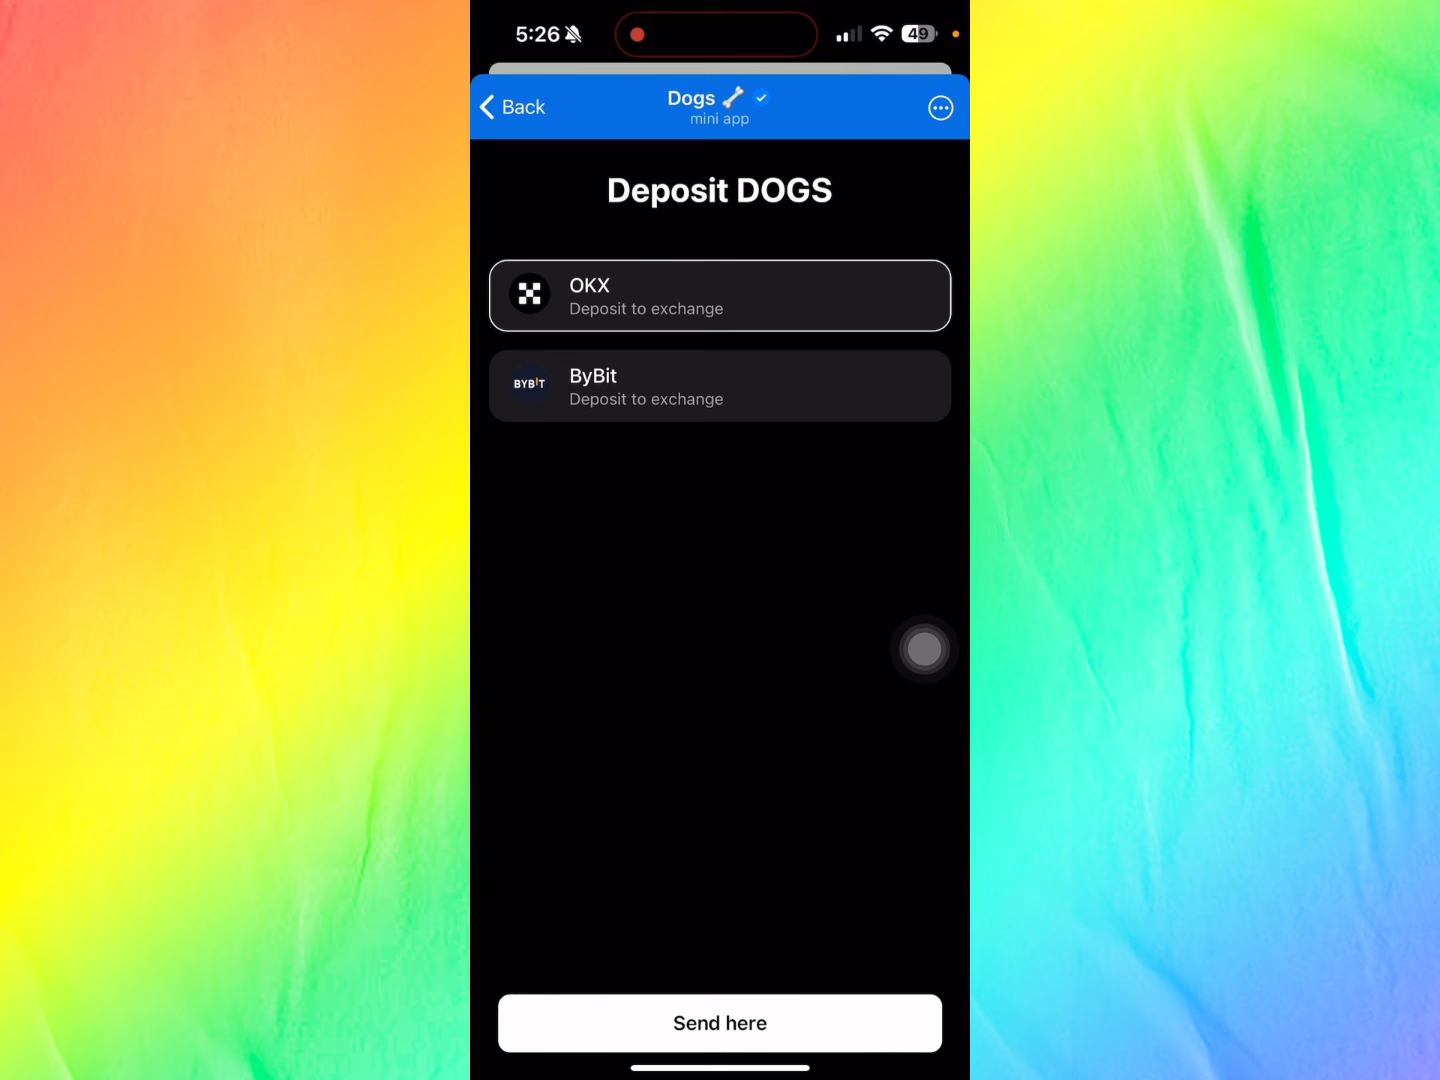 5:26
49
Back
Dogs 🦴
mini app
Deposit DOGS
OKX
Deposit to exchange
BYBIT
ByBit
Deposit to exchange
Send here